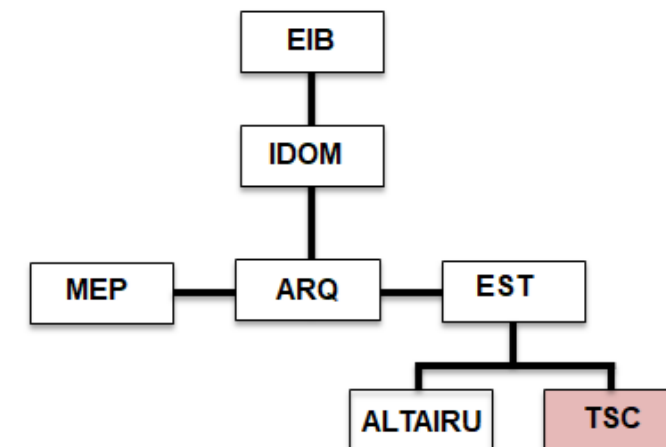 EIB
IDOM
MEP
ARQ
EST
ALTAIRU
TSC